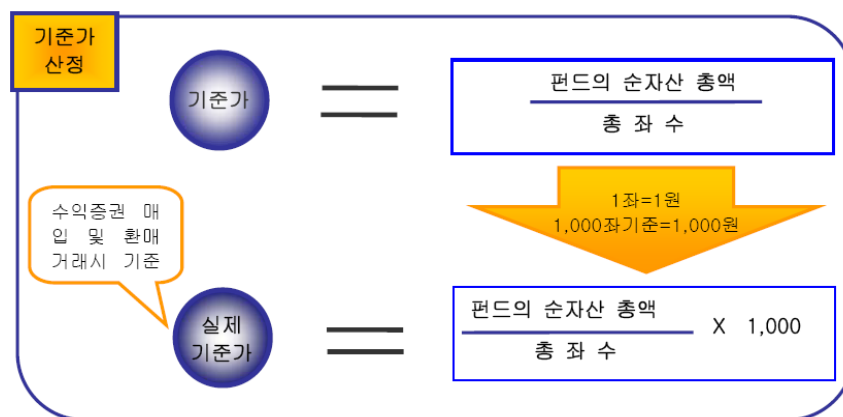 기준가
산정
기준가
펀드의 순자산 총액
총 좌 수
1좌=1원
1,000좌기준=1,000원
수익증권 매
입 및 환매
거래시 기준
실제
기준가
펀드의 순자산 총액
총 좌 수
X 1,000